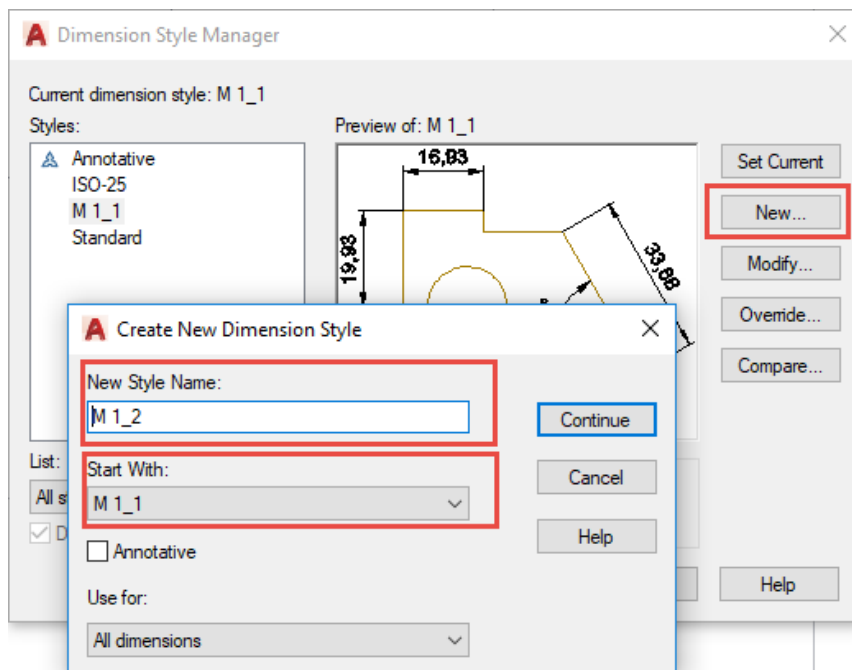 Dimension Style Manager
Current dimension style: M 1_1
Styles:
Annotative
ISO-25
M 1_1
Standard
Preview of: M 1_1
16,93
19,93
33,68
Set Current
New...
Modify...
Override...
Compare...
List:
All
Help
Create New Dimension Style
New Style Name:
M 1_2
Start With:
M 1_1
Annotative
Use for:
All dimensions
Continue
Cancel
Help